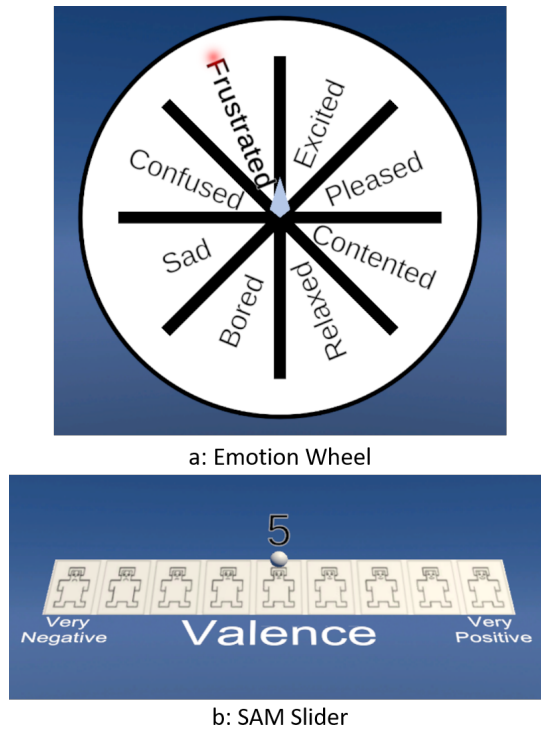 Frustrated
Excited
Confused
Pleased
Sad
Contented
Bored
Relaxed
a: Emotion Wheel
5
Very
Negative
Valence
Very
Positive
b: SAM Slider